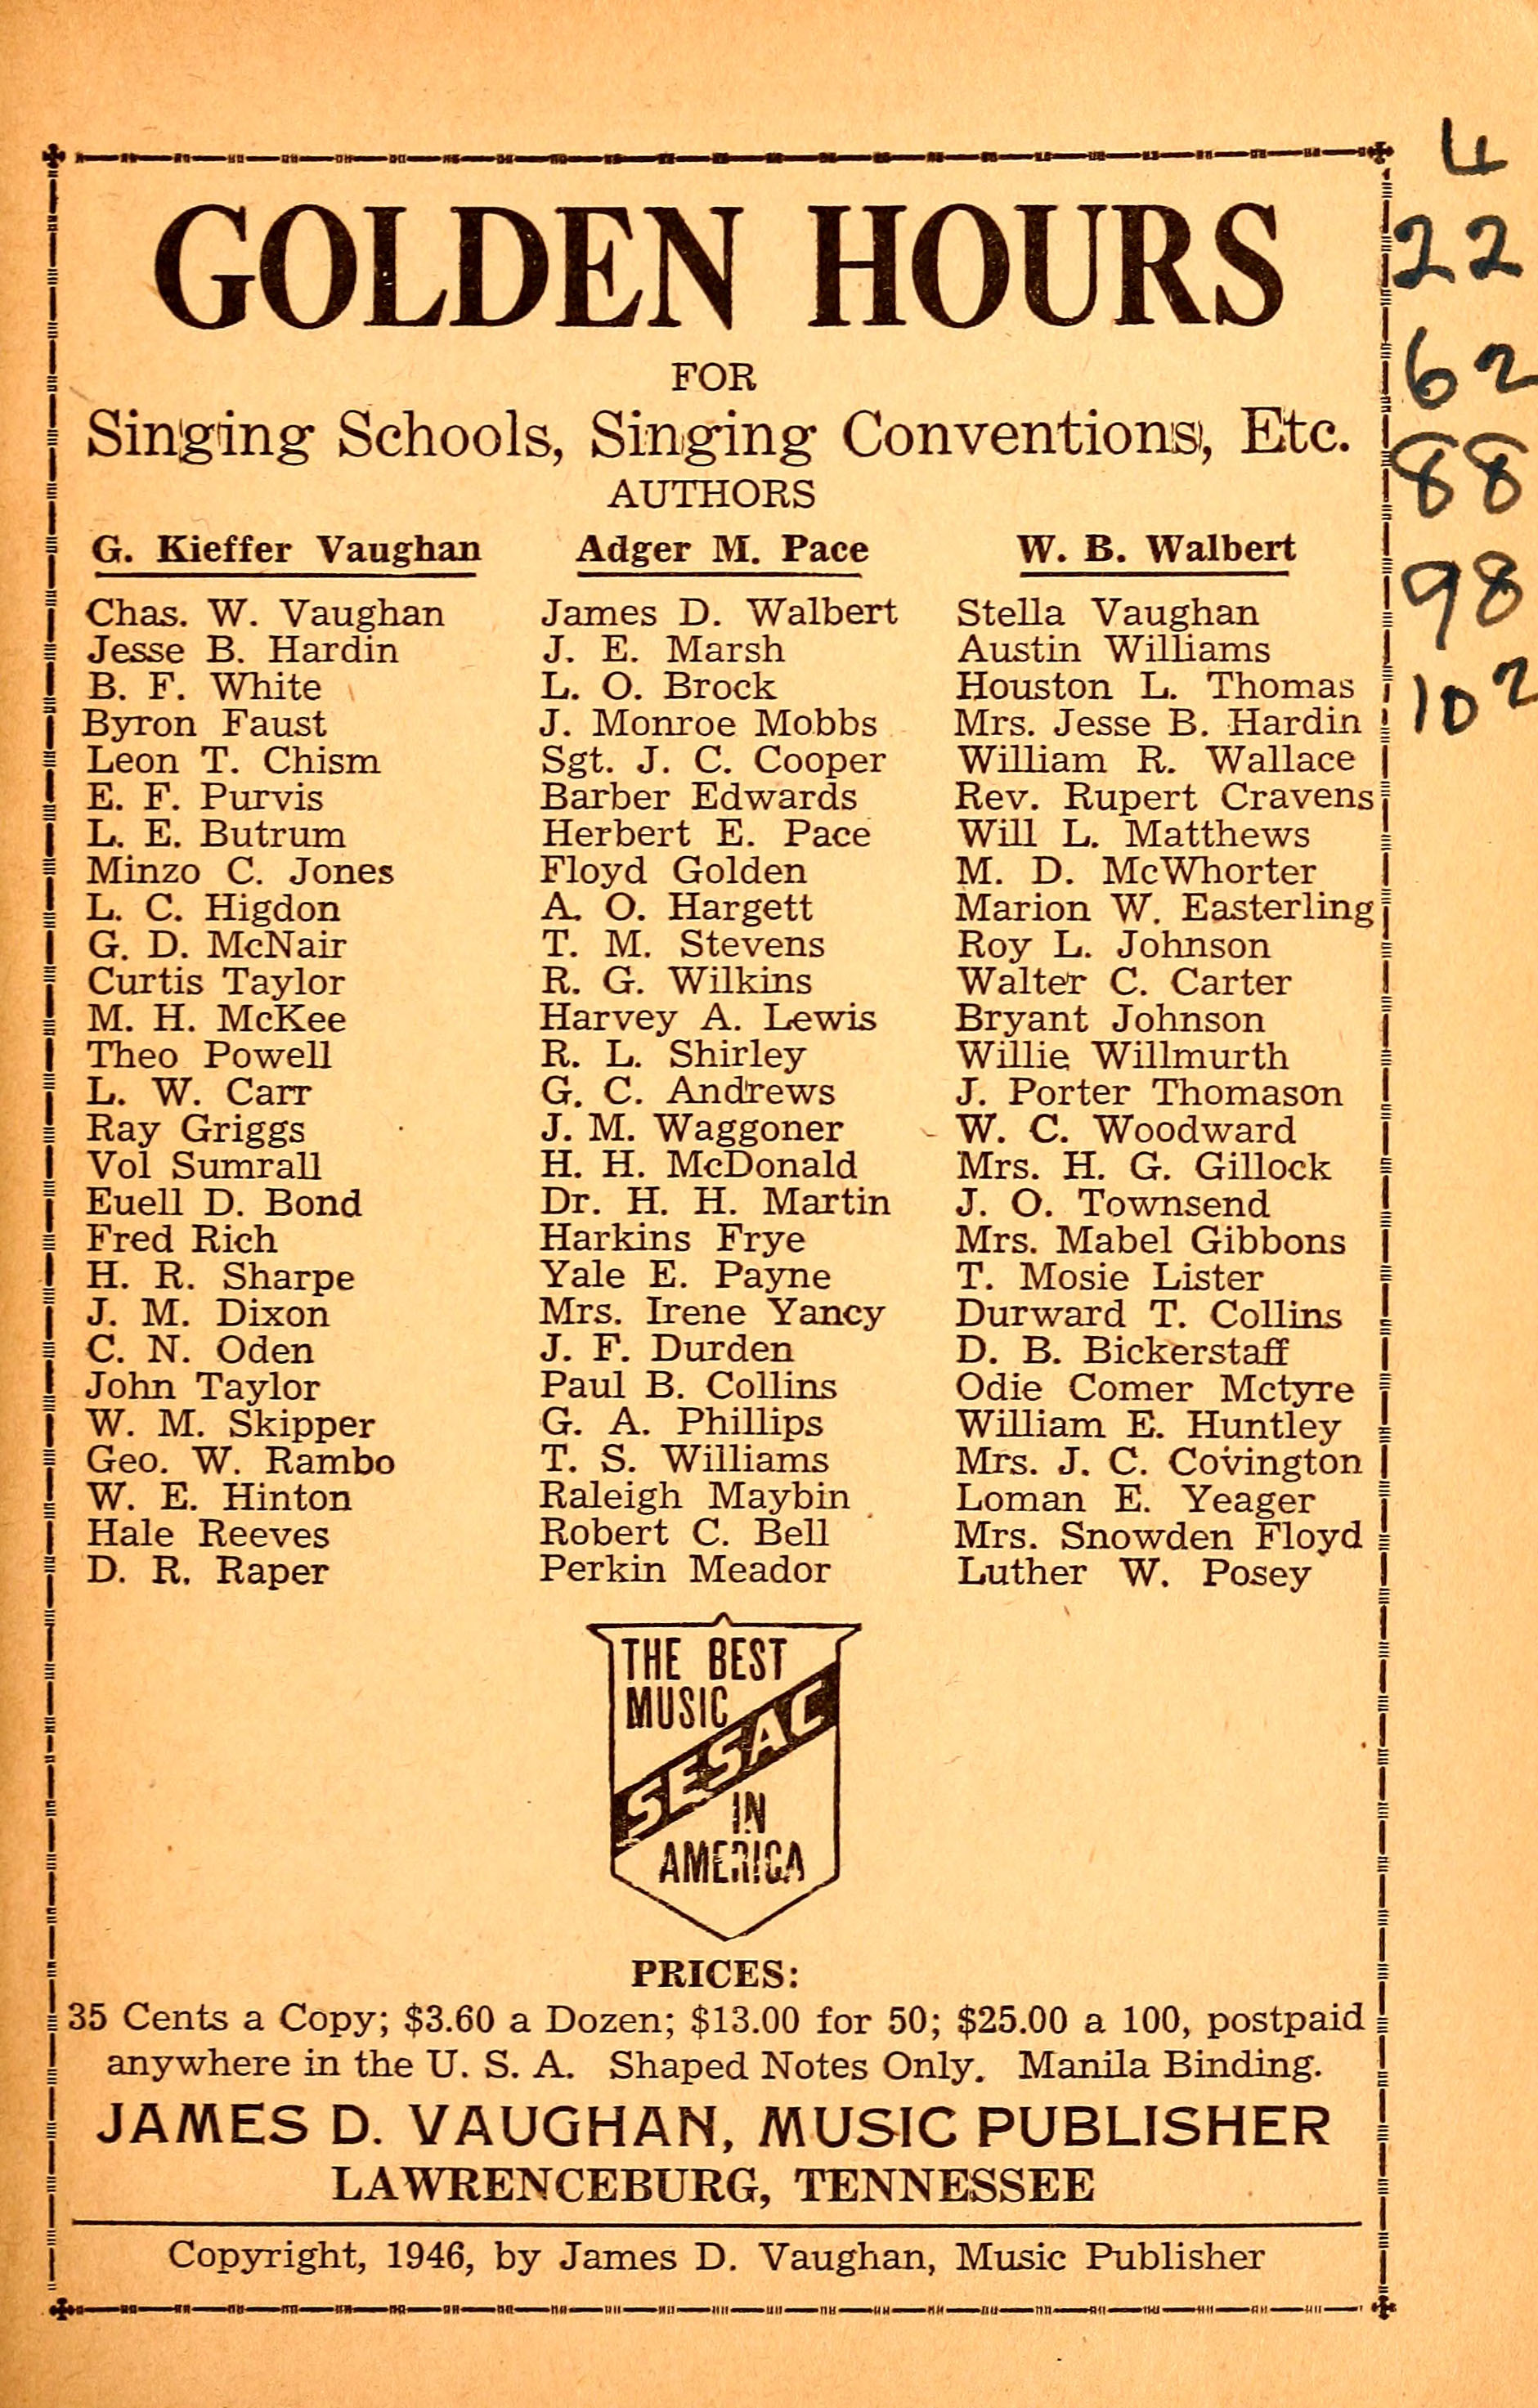 GOLDEN HOURS
FOR
Singing Schools, Singing Conventions, Etc.
AUTHORS
G. Kieffer Vaughan Adger M. Pace W. B. Walbert
Chas. W. Vaughan James D. Walbert Stella Vaughan
Jesse B. Hardin J. E. Marsh Austin Williams
B. F. White L. O. Brock Houston L. Thomas
Byron Faust J. Monroe Mobbs Mrs. Jesse B. Hardin
Leon T. Chism Sgt. J. C. Cooper William R. Wallace
E. F. Purvis Barber Edwards Rev. Rupert Cravens
L. E. Butrum Herbert E. Pace Will L. Matthews
Minzo C. Jones Floyd Golden M. D. McWhorter
L. C. Higdon A. O. Hargett Marion W. Easterling
G. D. McNair T. M. Stevens Roy L. Johnson
Curtis Taylor R. G. Wilkins Walter C. Carter
M. H. McKee Harvey A. Lewis Bryant Johnson
Theo Powell R. L. Shirley Willie Willmurth
L. W. Carr G. C. Andrews J. Porter Thomason
Ray Griggs J. M. Waggoner W. C. Woodward
Vol Sumrall H. H. McDonald Mrs. H. G. Gillock
Euell D. Bond Dr. H. H. Martin J. O. Townsend
Fred Rich Harkins Frye Mrs. Mabel Gibbons
H. R. Sharpe Yale E. Payne T. Mosie Lister
J. M. Dixon Mrs. Irene Yancy Durward T. Collins
C. N. Oden J. F. Durden D. B. Bickerstaff
John Taylor Paul B. Collins Odie Comer Mctyre
W. M. Skipper G. A. Phillips William E. Huntley
Geo. W. Rambo T. S. Williams Mrs. J. C. Covington
W. E. Hinton Raleigh Maybin Loman E. Yeager
Hale Reeves Robert C. Bell Mrs. Snowden Floyd
D. R. Raper Perkin Meador Luther W. Posey
THE BEST
MUSIC
SESAC
IN
AMERICA
PRICES:
35 Cents a Copy; $3.60 a Dozen; $13.00 for 50; $25.00 a 100, postpaid
anywhere in the U. S. A. Shaped Notes Only. Manila Binding.
JAMES D. VAUGHAN, MUSIC PUBLISHER
LAWRENCEBURG, TENNESSEE
Copyright, 1946, by James D. Vaughan, Music Publisher
4
22
62
88
98
102